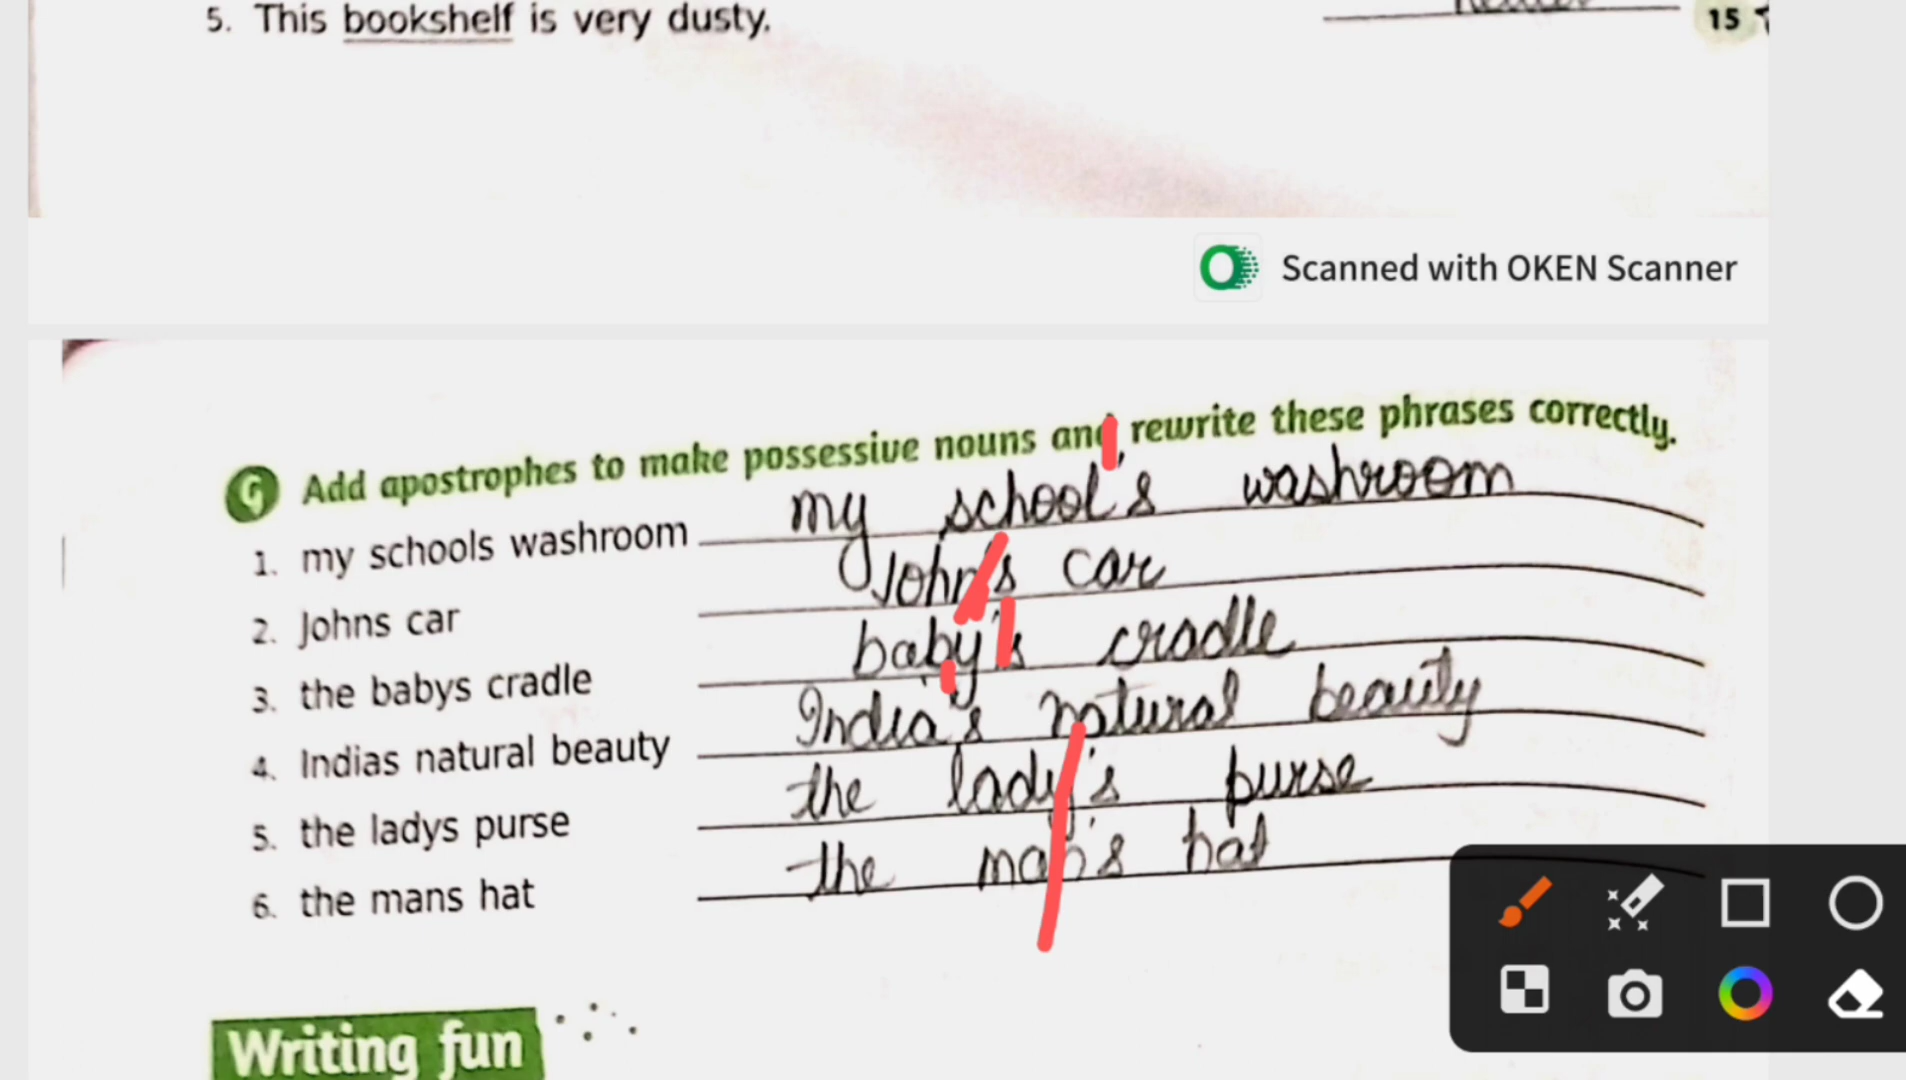 5. This bookshelf is very dusty.
15
Scanned with OKEN Scanner
G Add apostrophes to make possessive nouns and rewrite these phrases correctly.
1. my schools washroom my school's washroom
2. Johns car John's car
3. the babys cradle baby's cradle
4. Indias natural beauty India's natural beauty
5. the ladys purse the lady's purse
6. the mans hat the man's hat
Writing fun